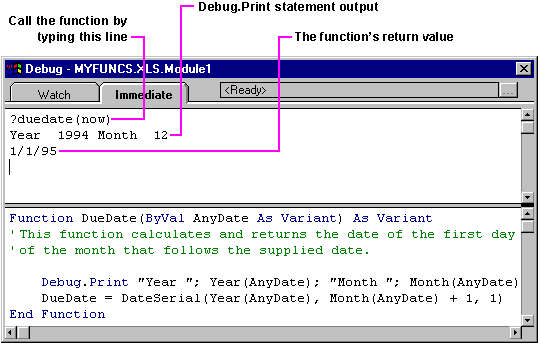 Debug.Print statement output
Call the function by
typing this line
The function's return value
Debug - MYFUNCS.XLS.Module1
Watch
Immediate
<Ready>
...
?duedate(now)
Year  1994 Month  12
1/1/95
Function DueDate(ByVal AnyDate As Variant) As Variant
'This function calculates and returns the date of the first day
'of the month that follows the supplied date.
Debug.Print "Year "; Year(AnyDate); "Month "; Month(AnyDate)
DueDate = DateSerial(Year(AnyDate), Month(AnyDate) + 1, 1)
End Function